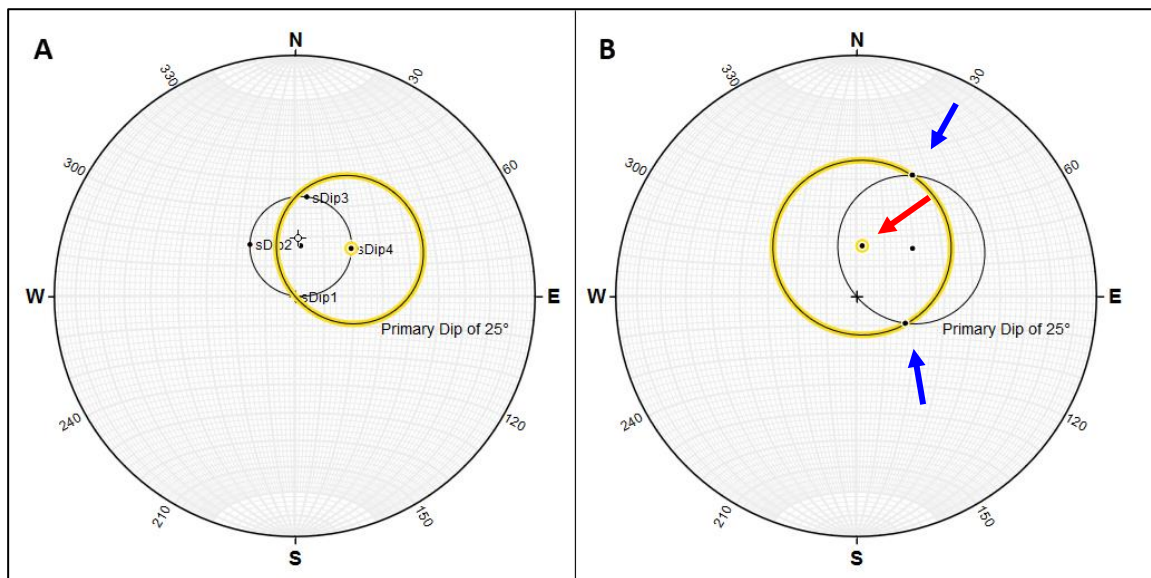 A
N
330
30
300
60
sDip3
sDip2
sDip4
W
sDip1
E
Primary Dip of 25°
240
120
210
150
S
B
N
330
30
300
60
W
E
Primary Dip of 25°
240
120
210
150
S